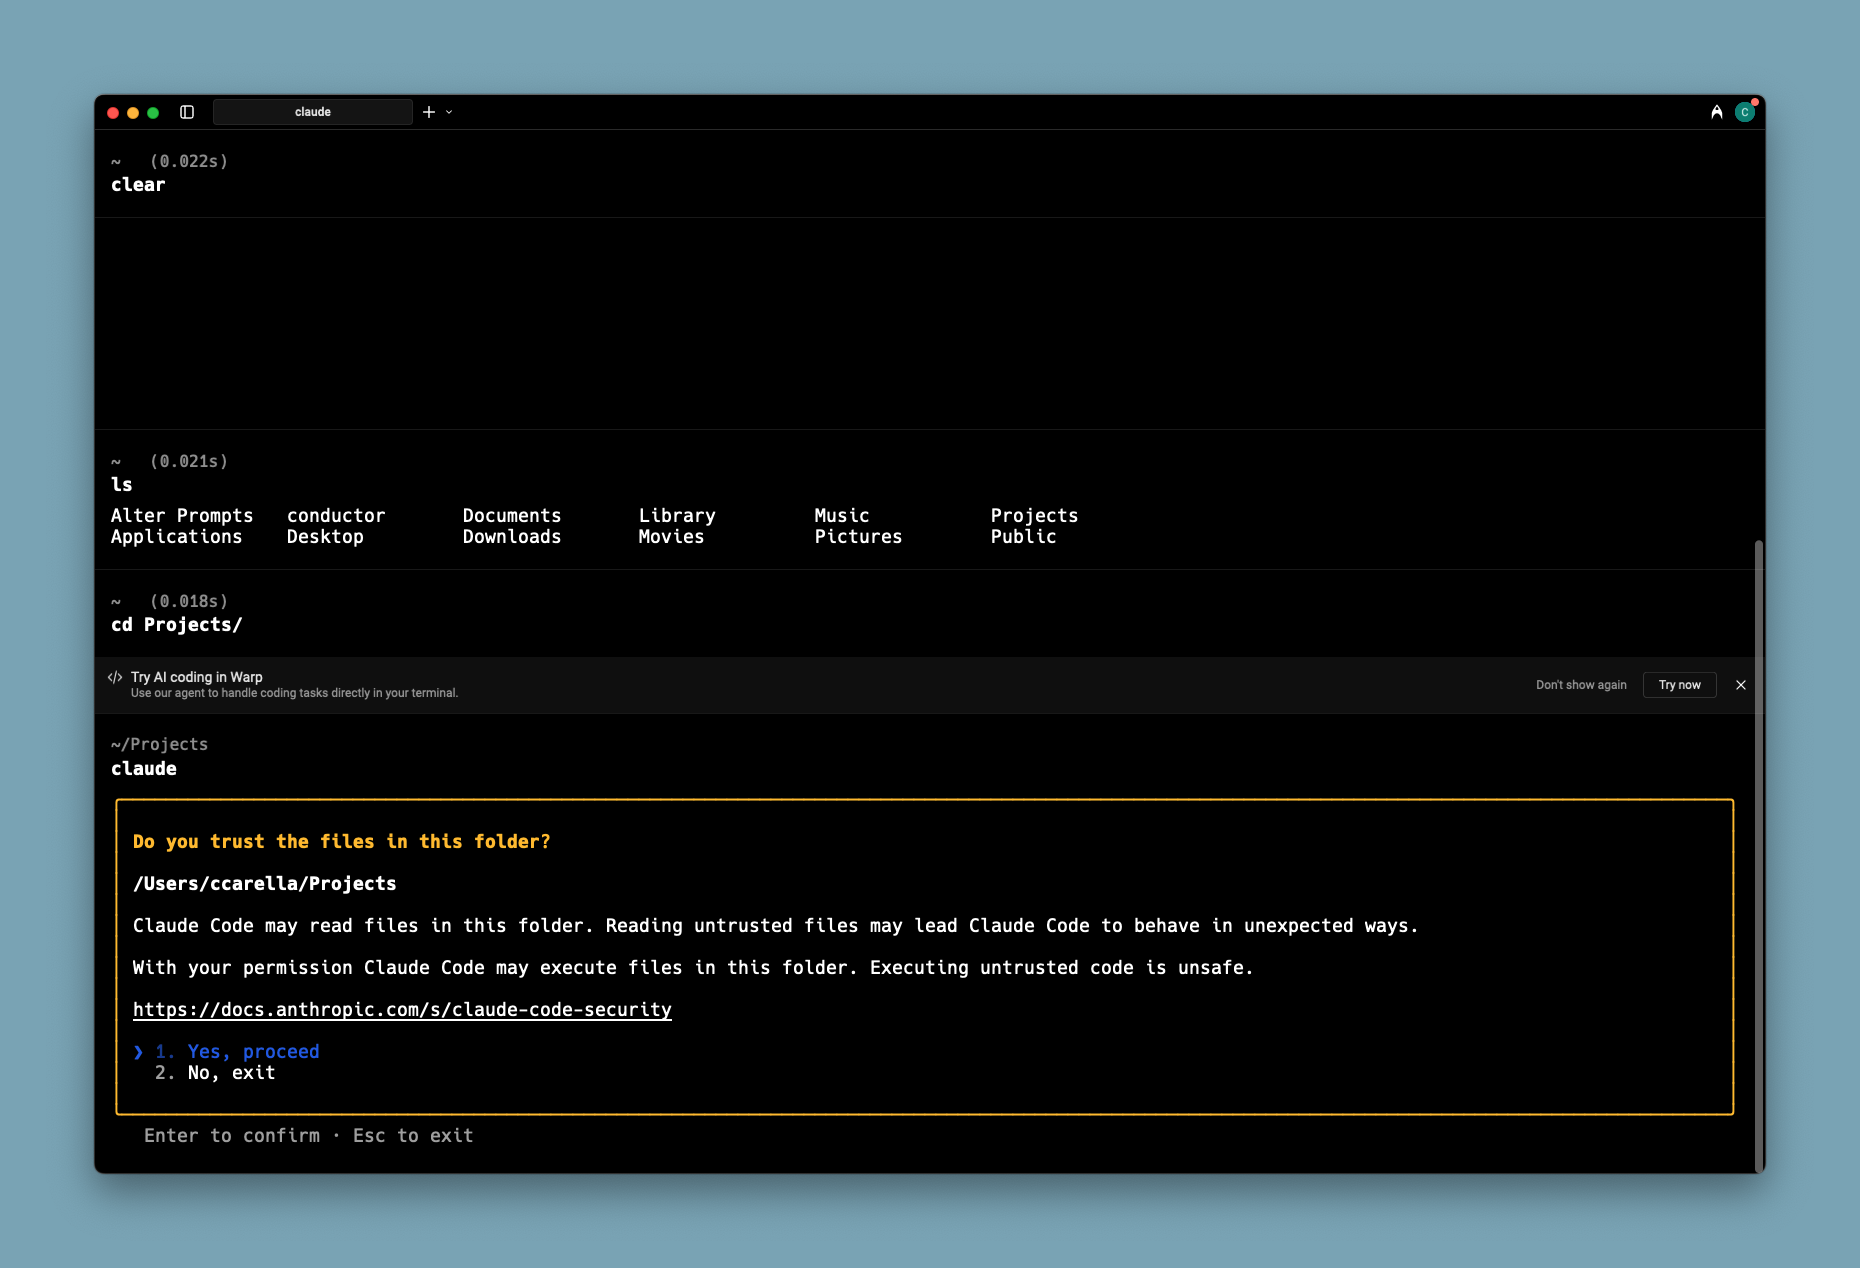 claude
C
~ (0.022s)
clear
~ (0.021s)
ls
Alter Prompts conductor Documents Library Music Projects
Applications Desktop Downloads Movies Pictures Public
~ (0.018s)
cd Projects/
</> Try AI coding in Warp
Use our agent to handle coding tasks directly in your terminal.
Don't show again Try now
~/Projects
claude
Do you trust the files in this folder?
/Users/ccarella/Projects
Claude Code may read files in this folder. Reading untrusted files may lead Claude Code to behave in unexpected ways.
With your permission Claude Code may execute files in this folder. Executing untrusted code is unsafe.
https://docs.anthropic.com/s/claude-code-security
❯ 1. Yes, proceed
2. No, exit
Enter to confirm · Esc to exit